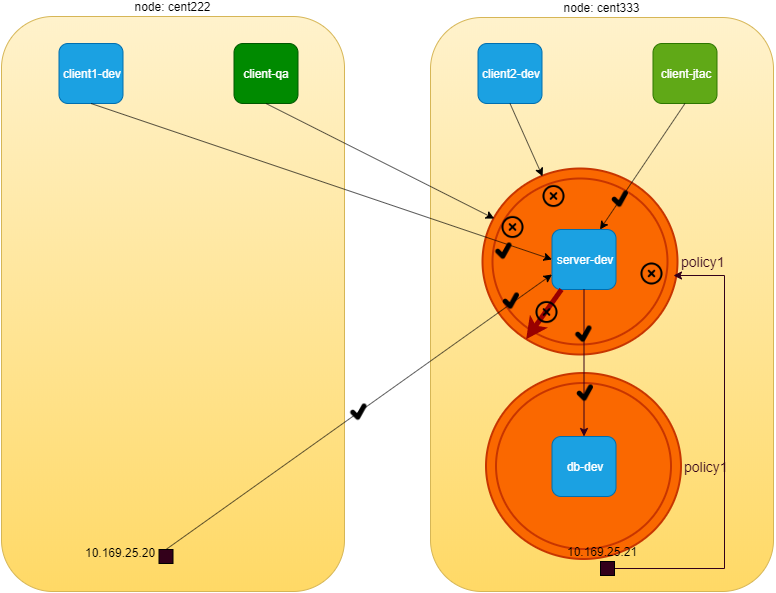 node: cent222
node: cent333
client1-dev
client-qa
client2-dev
client-jtac
server-dev
policy1
db-dev
policy1
10.169.25.20
10.169.25.21